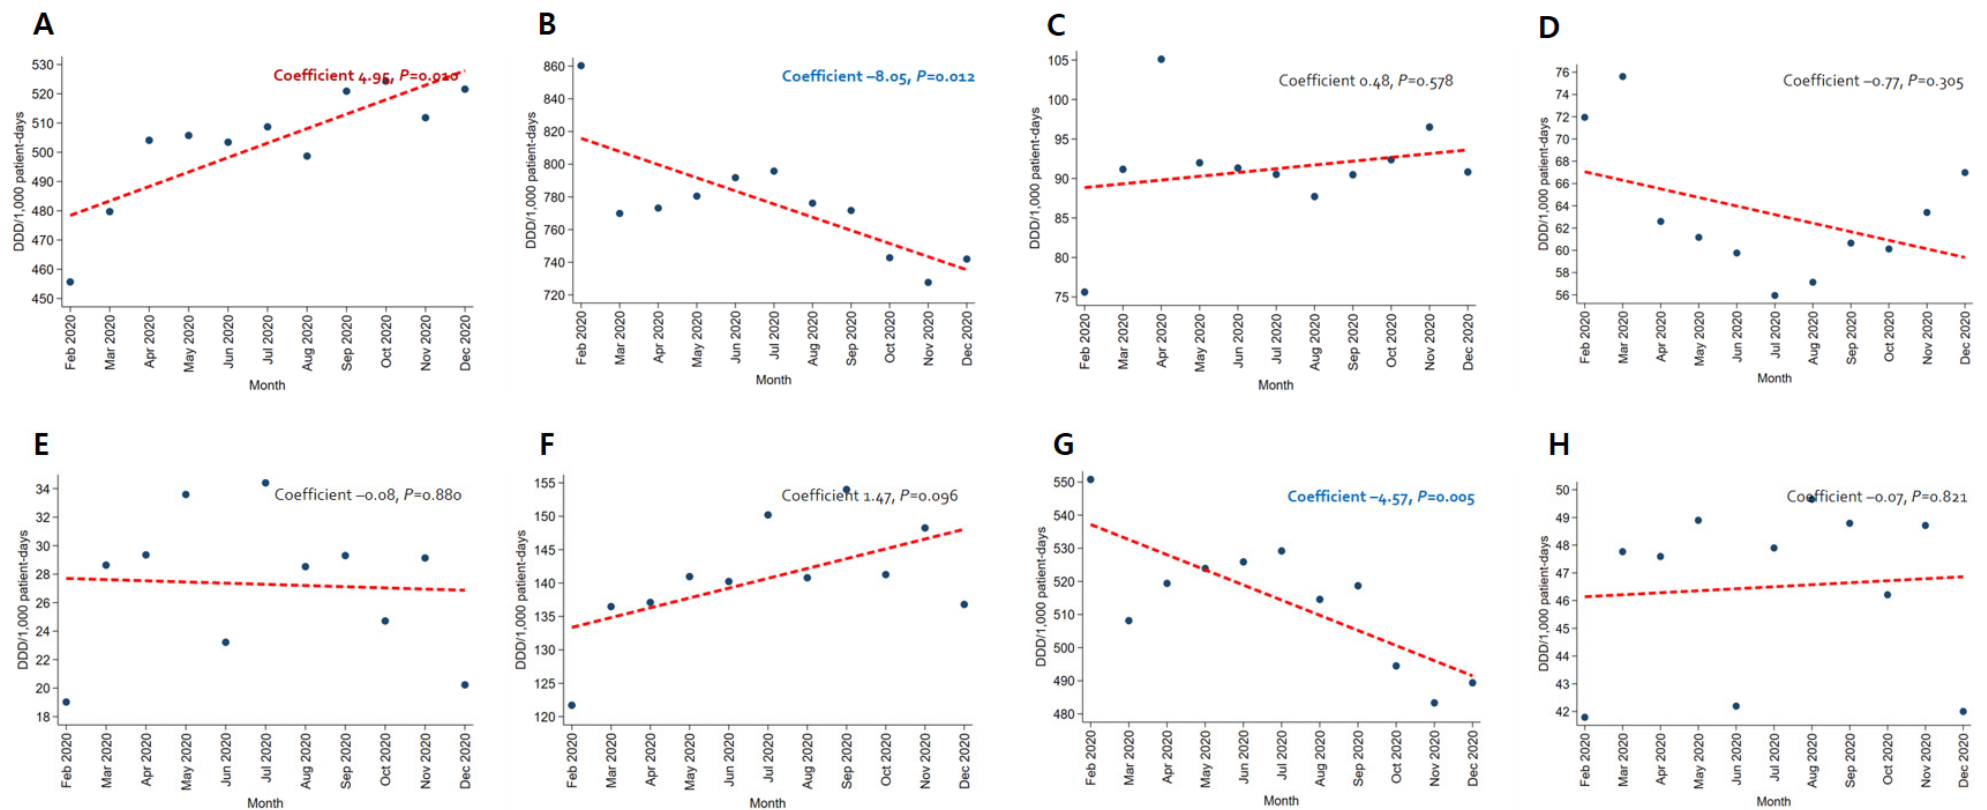 A
Coefficient 4.95, P=0.010
530
520
510
500
490
480
470
460
450
DDD/1,000 patient-days
Feb 2020
Mar 2020
Apr 2020
May 2020
Jun 2020
Jul 2020
Aug 2020
Sep 2020
Oct 2020
Nov 2020
Dec 2020
Month
B
Coefficient –8.05, P=0.012
860
840
820
800
780
760
740
720
DDD/1,000 patient-days
Feb 2020
Mar 2020
Apr 2020
May 2020
Jun 2020
Jul 2020
Aug 2020
Sep 2020
Oct 2020
Nov 2020
Dec 2020
Month
C
Coefficient 0.48, P=0.578
105
100
95
90
85
80
75
DDD/1,000 patient-days
Feb 2020
Mar 2020
Apr 2020
May 2020
Jun 2020
Jul 2020
Aug 2020
Sep 2020
Oct 2020
Nov 2020
Dec 2020
Month
D
Coefficient –0.77, P=0.305
76
74
72
70
68
66
64
62
60
58
56
DDD/1,000 patient-days
Feb 2020
Mar 2020
Apr 2020
May 2020
Jun 2020
Jul 2020
Aug 2020
Sep 2020
Oct 2020
Nov 2020
Dec 2020
Month
E
Coefficient –0.08, P=0.880
34
32
30
28
26
24
22
20
18
DDD/1,000 patient-days
Feb 2020
Mar 2020
Apr 2020
May 2020
Jun 2020
Jul 2020
Aug 2020
Sep 2020
Oct 2020
Nov 2020
Dec 2020
Month
F
Coefficient 1.47, P=0.096
155
150
145
140
135
130
125
120
DDD/1,000 patient-days
Feb 2020
Mar 2020
Apr 2020
May 2020
Jun 2020
Jul 2020
Aug 2020
Sep 2020
Oct 2020
Nov 2020
Dec 2020
Month
G
Coefficient –4.57, P=0.005
550
540
530
520
510
500
490
480
DDD/1,000 patient-days
Feb 2020
Mar 2020
Apr 2020
May 2020
Jun 2020
Jul 2020
Aug 2020
Sep 2020
Oct 2020
Nov 2020
Dec 2020
Month
H
Coefficient –0.07, P=0.821
50
49
48
47
46
45
44
43
42
DDD/1,000 patient-days
Feb 2020
Mar 2020
Apr 2020
May 2020
Jun 2020
Jul 2020
Aug 2020
Sep 2020
Oct 2020
Nov 2020
Dec 2020
Month